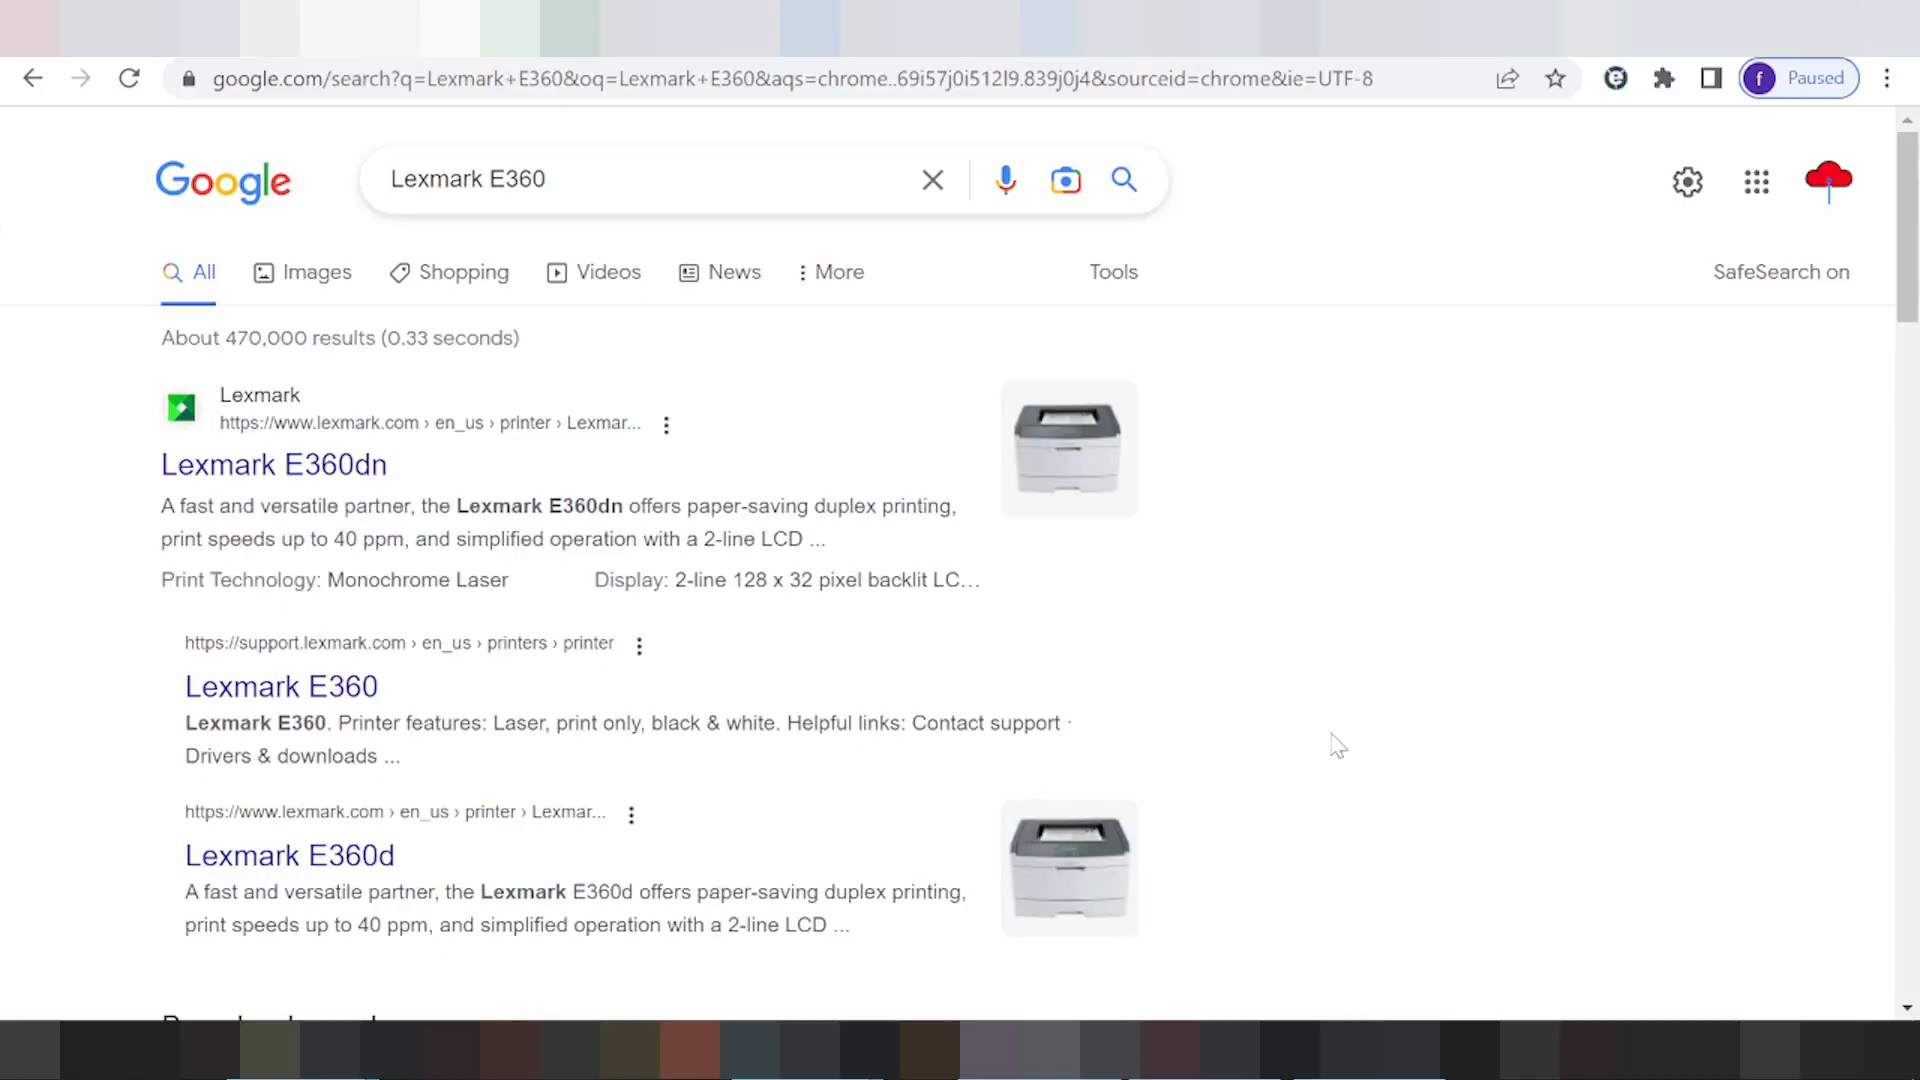 google.com/search?q=Lexmark+E360&oq=Lexmark+E360&aqs=chrome..69i57j0i512l9.839j0j4&sourceid=chrome&ie=UTF-8
f Paused
Google
Lexmark E360
All Images Shopping Videos News More Tools SafeSearch on
About 470,000 results (0.33 seconds)
Lexmark
https://www.lexmark.com › en_us › printer › Lexmar...
Lexmark E360dn
A fast and versatile partner, the Lexmark E360dn offers paper-saving duplex printing,
print speeds up to 40 ppm, and simplified operation with a 2-line LCD ...
Print Technology: Monochrome Laser Display: 2-line 128 x 32 pixel backlit LC...
https://support.lexmark.com › en_us › printers › printer
Lexmark E360
Lexmark E360. Printer features: Laser, print only, black & white. Helpful links: Contact support ·
Drivers & downloads ...
https://www.lexmark.com › en_us › printer › Lexmar...
Lexmark E360d
A fast and versatile partner, the Lexmark E360d offers paper-saving duplex printing,
print speeds up to 40 ppm, and simplified operation with a 2-line LCD ...